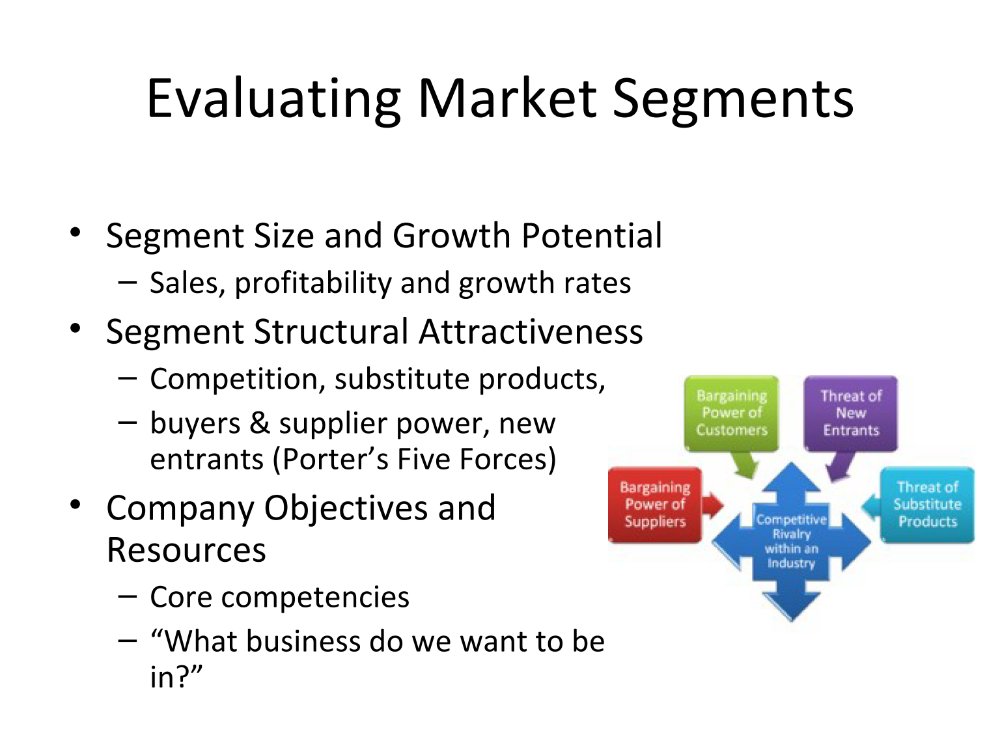 Evaluating Market Segments
• Segment Size and Growth Potential
– Sales, profitability and growth rates
• Segment Structural Attractiveness
– Competition, substitute products,
– buyers & supplier power, new
entrants (Porter’s Five Forces)
• Company Objectives and
Resources
– Core competencies
– “What business do we want to be
in?”
Bargaining
Power of
Customers
Threat of
New
Entrants
Bargaining
Power of
Suppliers
Competitive
Rivalry
within an
Industry
Threat of
Substitute
Products